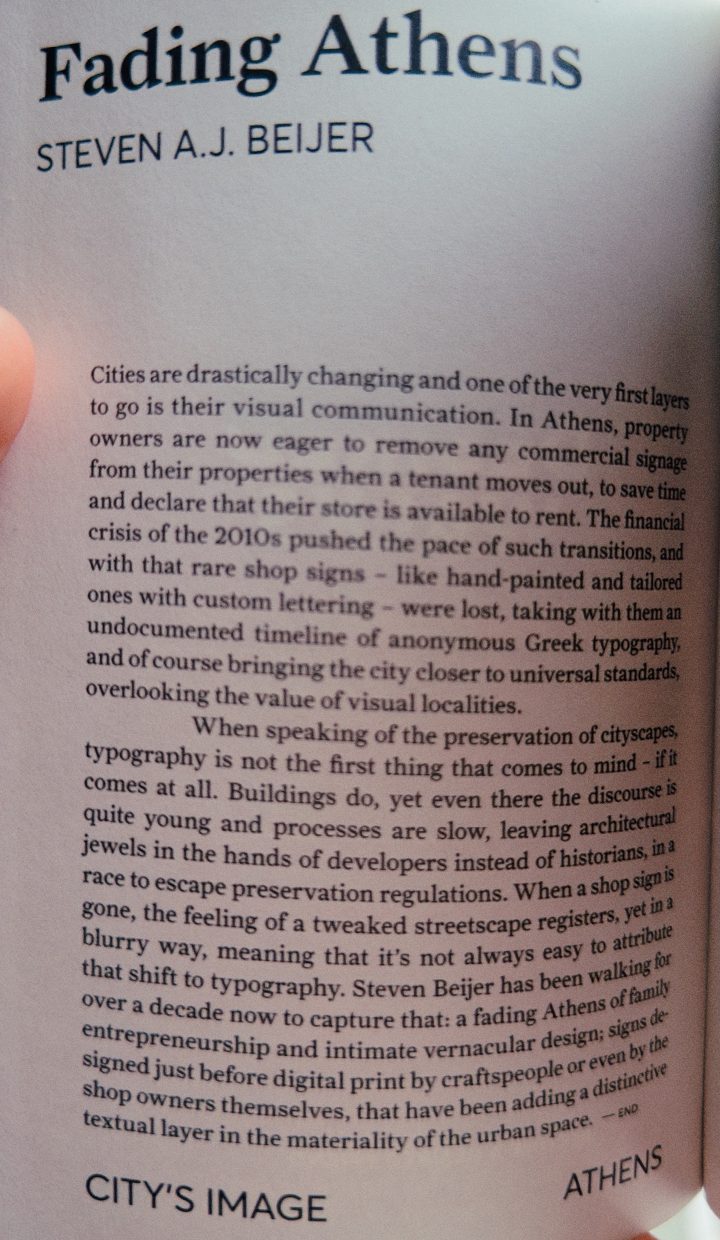 Fading Athens
STEVEN A.J. BEIJER
Cities are drastically changing and one of the very first layers
to go is their visual communication. In Athens, property
owners are now eager to remove any commercial signage
from their properties when a tenant moves out, to save time
and declare that their store is available to rent. The financial
crisis of the 2010s pushed the pace of such transitions, and
with that rare shop signs – like hand-painted and tailored
ones with custom lettering – were lost, taking with them an
undocumented timeline of anonymous Greek typography,
and of course bringing the city closer to universal standards,
overlooking the value of visual localities.
When speaking of the preservation of cityscapes,
typography is not the first thing that comes to mind – if it
comes at all. Buildings do, yet even there the discourse is
quite young and processes are slow, leaving architectural
jewels in the hands of developers instead of historians, in a
race to escape preservation regulations. When a shop sign is
gone, the feeling of a tweaked streetscape registers, yet in a
blurry way, meaning that it's not always easy to attribute
that shift to typography. Steven Beijer has been walking for
over a decade now to capture that: a fading Athens of family
entrepreneurship and intimate vernacular design; signs de-
signed just before digital print by craftspeople or even by the
shop owners themselves, that have been adding a distinctive
textual layer in the materiality of the urban space. — END
CITY'S IMAGE
ATHENS